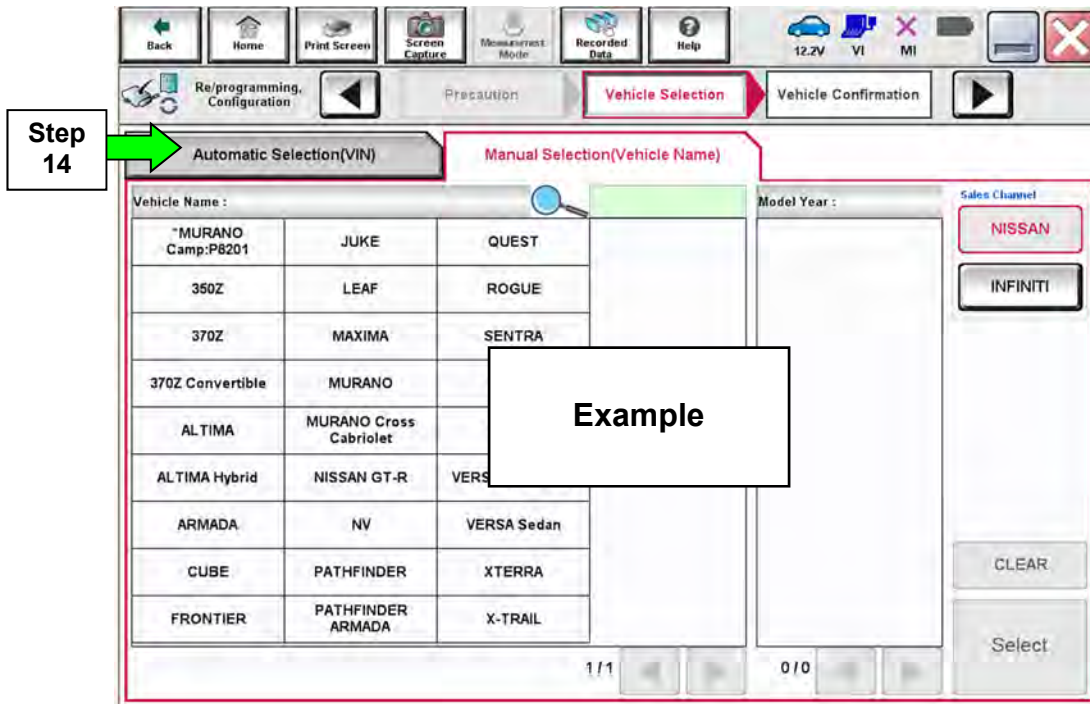 Back
Home
Print Screen
Screen
Capture
Measurement
Mode
Recorded
Data
Help
12.2V
VI
MI
Re/programming,
Configuration
Precaution
Vehicle Selection
Vehicle Confirmation
Step
14
Automatic Selection(VIN)
Manual Selection(Vehicle Name)
Vehicle Name :
Model Year :
Sales Channel
*MURANO
Camp:P8201
JUKE
QUEST
NISSAN
350Z
LEAF
ROGUE
INFINITI
370Z
MAXIMA
SENTRA
370Z Convertible
MURANO
Example
ALTIMA
MURANO Cross
Cabriolet
ALTIMA Hybrid
NISSAN GT-R
VERS
ARMADA
NV
VERSA Sedan
CUBE
PATHFINDER
XTERRA
CLEAR
FRONTIER
PATHFINDER
ARMADA
X-TRAIL
Select
1/1
0/0